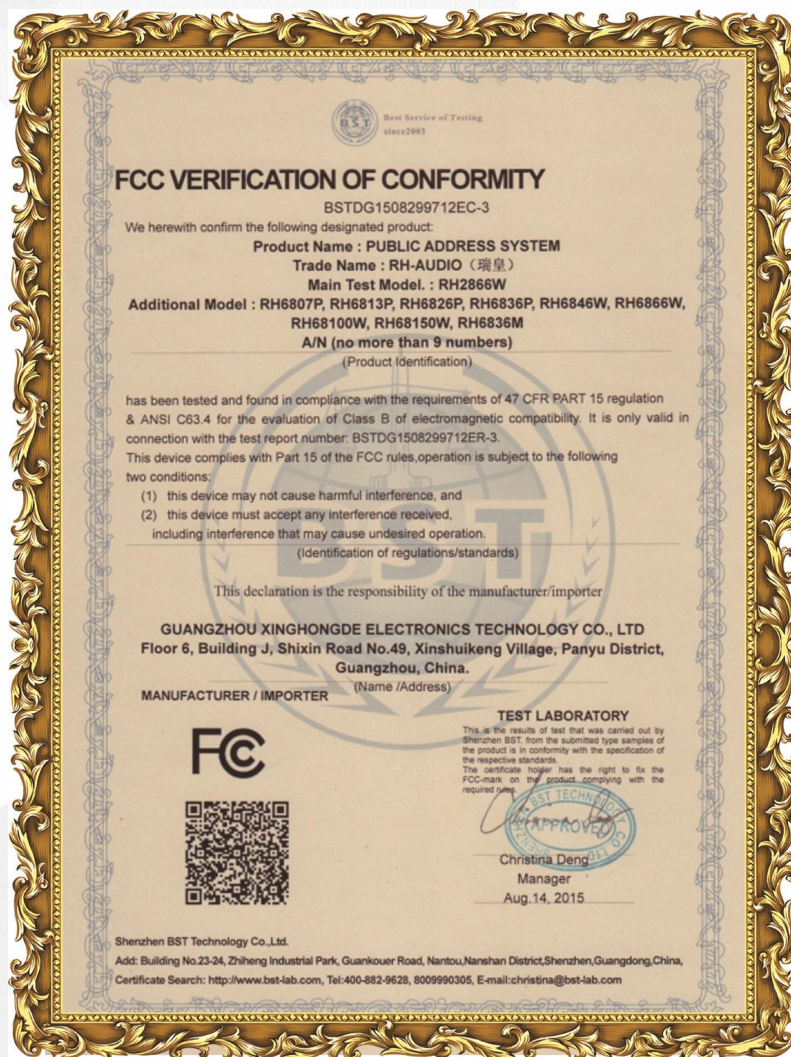 BST
Best Service of Testing
since2003
FCC VERIFICATION OF CONFORMITY
BSTDG1508299712EC-3
We herewith confirm the following designated product:
Product Name : PUBLIC ADDRESS SYSTEM
Trade Name : RH-AUDIO（瑞皇）
Main Test Model. : RH2866W
Additional Model : RH6807P, RH6813P, RH6826P, RH6836P, RH6846W, RH6866W,
RH68100W, RH68150W, RH6836M
A/N (no more than 9 numbers)
(Product Identification)
has been tested and found in compliance with the requirements of 47 CFR PART 15 regulation
& ANSI C63.4 for the evaluation of Class B of electromagnetic compatibility. It is only valid in
connection with the test report number: BSTDG1508299712ER-3.
This device complies with Part 15 of the FCC rules,operation is subject to the following
two conditions:
(1) this device may not cause harmful interference, and
(2) this device must accept any interference received,
including interference that may cause undesired operation.
BST
(Identification of regulations/standards)
This declaration is the responsibility of the manufacturer/importer
GUANGZHOU XINGHONGDE ELECTRONICS TECHNOLOGY CO., LTD
Floor 6, Building J, Shixin Road No.49, Xinshuikeng Village, Panyu District,
Guangzhou, China.
(Name /Address)
MANUFACTURER / IMPORTER
FC
TEST LABORATORY
This is the results of test that was carried out by
Shenzhen BST. from the submitted type samples of
the product is in conformity with the specification of
the respective standards.
The certificate holder has the right to fix the
FCC-mark on the product complying with the
required rules.
SHENZHEN BST TECHNOLOGY CO LTD
APPROVED
Christina Deng
Manager
Aug.14, 2015
Shenzhen BST Technology Co.,Ltd.
Add: Building No.23-24, Zhiheng Industrial Park, Guankouer Road, Nantou,Nanshan District,Shenzhen,Guangdong,China,
Certificate Search: http://www.bst-lab.com, Tel:400-882-9628, 8009990305, E-mail:christina@bst-lab.com